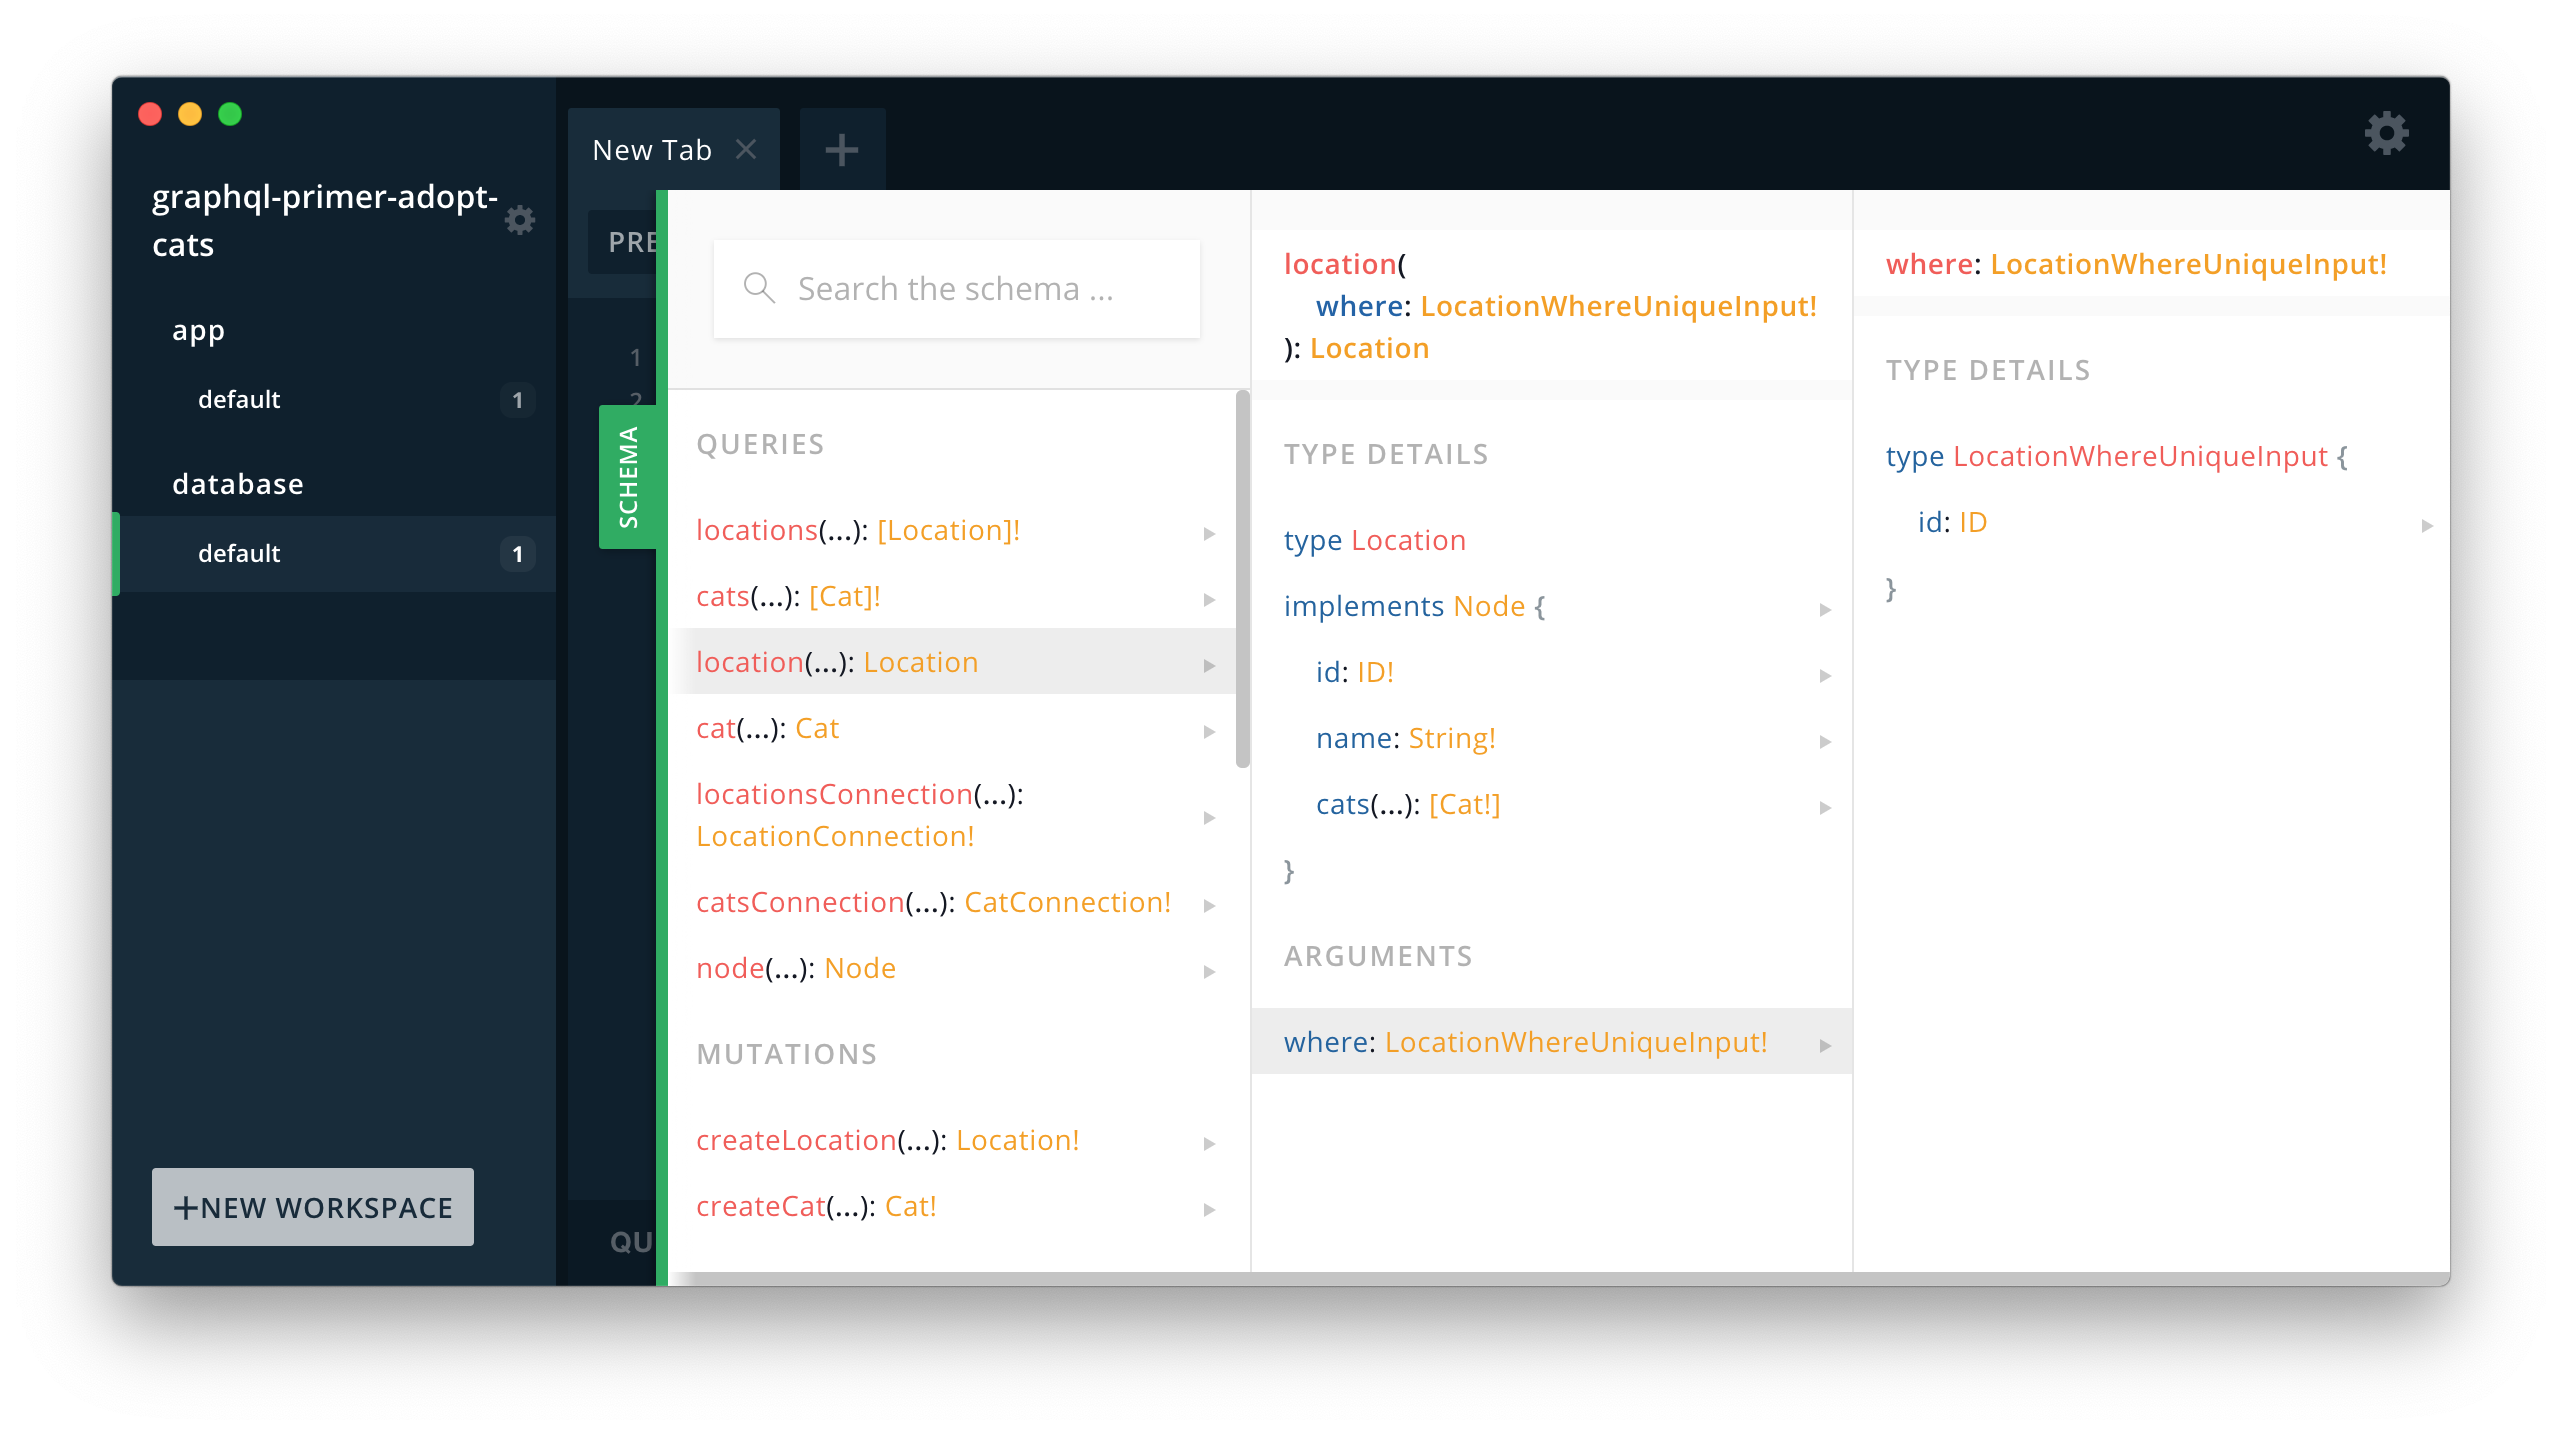 graphql-primer-adopt-
cats
app
default 1
database
default 1
+NEW WORKSPACE
New Tab
PRE
1
2
SCHEMA
QU
Search the schema ...
QUERIES
locations(...): [Location]!
cats(...): [Cat]!
location(...): Location
cat(...): Cat
locationsConnection(...):
LocationConnection!
catsConnection(...): CatConnection!
node(...): Node
MUTATIONS
createLocation(...): Location!
createCat(...): Cat!
location(
where: LocationWhereUniqueInput!
): Location
TYPE DETAILS
type Location
implements Node {
id: ID!
name: String!
cats(...): [Cat!]
}
ARGUMENTS
where: LocationWhereUniqueInput!
where: LocationWhereUniqueInput!
TYPE DETAILS
type LocationWhereUniqueInput {
id: ID
}